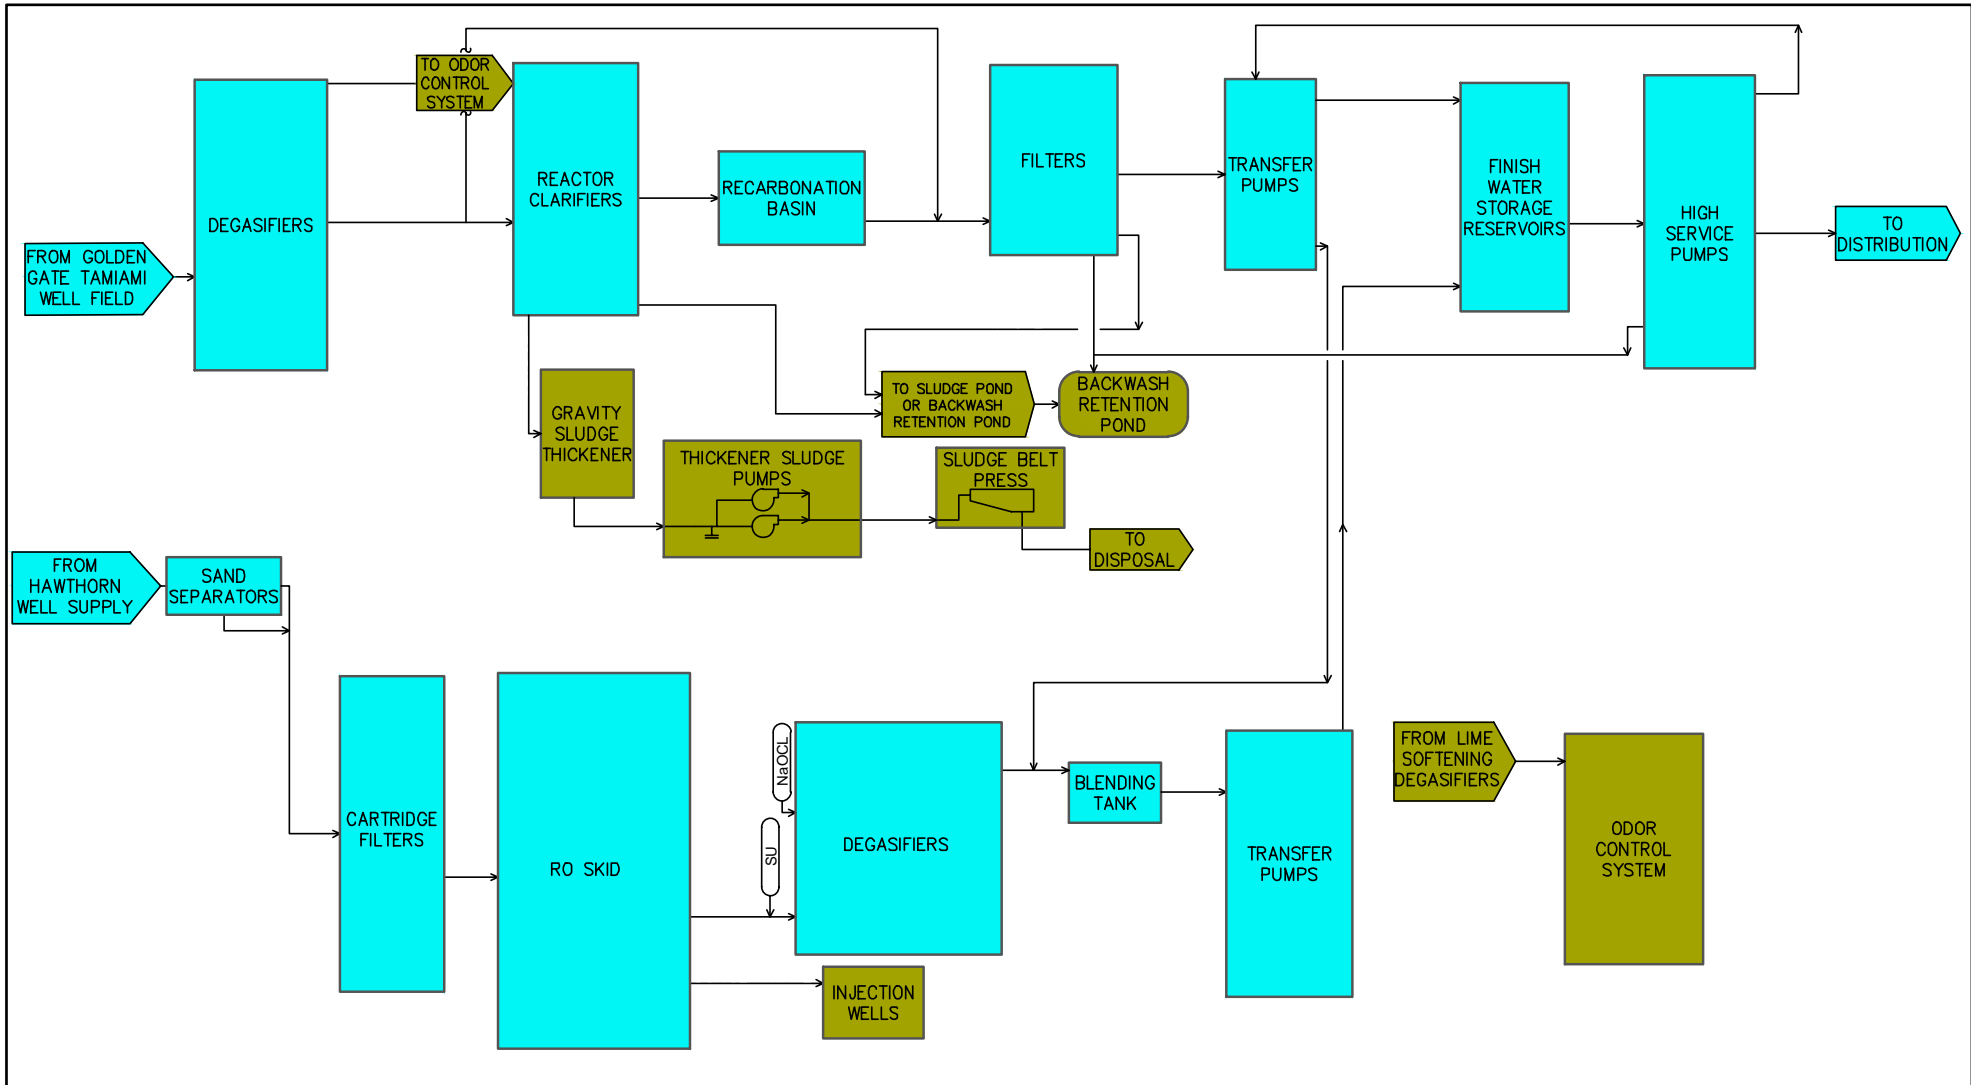 TO ODOR
CONTROL
SYSTEM
DEGASIFIERS
FROM GOLDEN
GATE TAMIAMI
WELL FIELD
REACTOR
CLARIFIERS
RECARBONATION
BASIN
FILTERS
TRANSFER
PUMPS
FINISH
WATER
STORAGE
RESERVOIRS
HIGH
SERVICE
PUMPS
TO
DISTRIBUTION
GRAVITY
SLUDGE
THICKENER
TO SLUDGE POND
OR BACKWASH
RETENTION POND
BACKWASH
RETENTION
POND
THICKENER SLUDGE
PUMPS
SLUDGE BELT
PRESS
TO
DISPOSAL
FROM
HAWTHORN
WELL SUPPLY
SAND
SEPARATORS
CARTRIDGE
FILTERS
RO SKID
NaOCL
SU
DEGASIFIERS
INJECTION
WELLS
BLENDING
TANK
TRANSFER
PUMPS
FROM LIME
SOFTENING
DEGASIFIERS
ODOR
CONTROL
SYSTEM